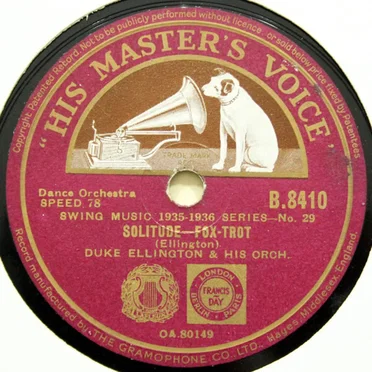 Copyright. Patented Record. Not to be publicly performed without licence, or sold below price fixed by Patentees.
"HIS MASTER'S VOICE"
TRADE MARK
Dance Orchestra
SPEED 78
B.8410
SWING MUSIC 1935-1936 SERIES—No. 29
SOLITUDE—FOX-TROT
(Ellington)
DUKE ELLINGTON & HIS ORCH.
LONDON
FRANCIS
DAY
BERLIN
PARIS
OA.80149
Record manufactured by THE GRAMOPHONE CO., LTD., Hayes, Middlesex, England.